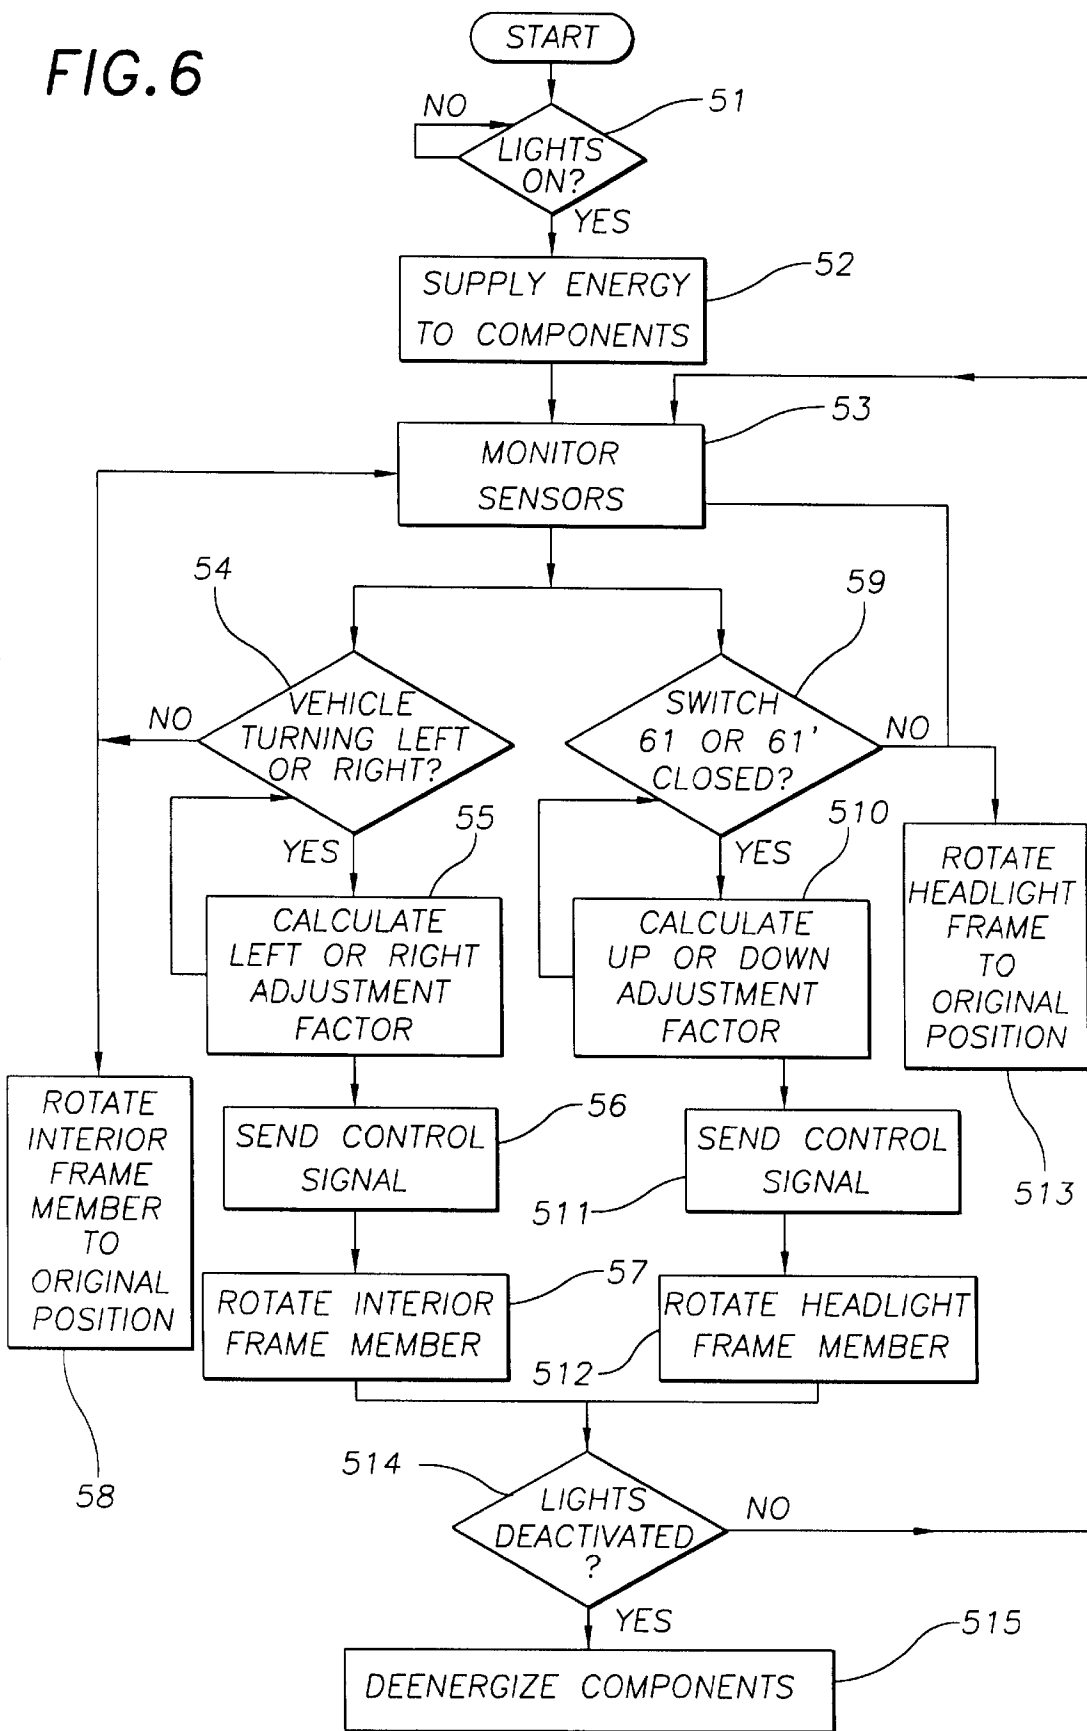 FIG. 6
START
NO
51
LIGHTS
ON?
YES
52
SUPPLY ENERGY
TO COMPONENTS
53
MONITOR
SENSORS
54
59
VEHICLE
TURNING LEFT
OR RIGHT?
NO
SWITCH
61 OR 61'
CLOSED?
NO
YES
55
YES
510
CALCULATE
LEFT OR RIGHT
ADJUSTMENT
FACTOR
CALCULATE
UP OR DOWN
ADJUSTMENT
FACTOR
ROTATE
HEADLIGHT
FRAME
TO
ORIGINAL
POSITION
513
ROTATE
INTERIOR
FRAME
MEMBER
TO
ORIGINAL
POSITION
58
SEND CONTROL
SIGNAL
56
SEND CONTROL
SIGNAL
511
ROTATE INTERIOR
FRAME MEMBER
57
ROTATE HEADLIGHT
FRAME MEMBER
512
514
LIGHTS
DEACTIVATED
?
NO
YES
515
DEENERGIZE COMPONENTS